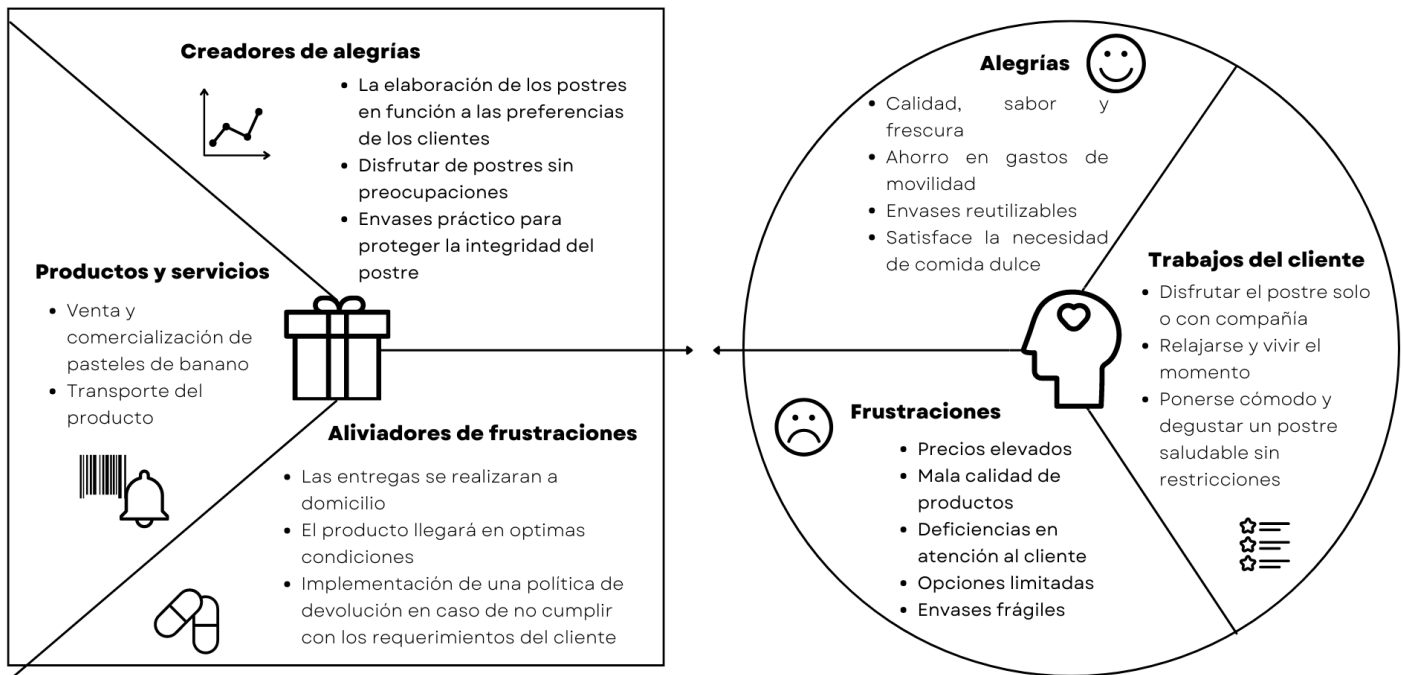 Creadores de alegrías
• La elaboración de los postres
en función a las preferencias
de los clientes
• Disfrutar de postres sin
preocupaciones
• Envases práctico para
proteger la integridad del
postre
Productos y servicios
• Venta y
comercialización de
pasteles de banano
• Transporte del
producto
Aliviadores de frustraciones
• Las entregas se realizaran a
domicilio
• El producto llegará en optimas
condiciones
• Implementación de una política de
devolución en caso de no cumplir
con los requerimientos del cliente
Alegrías
• Calidad, sabor y
frescura
• Ahorro en gastos de
movilidad
• Envases reutilizables
• Satisface la necesidad
de comida dulce
Trabajos del cliente
• Disfrutar el postre solo
o con compañía
• Relajarse y vivir el
momento
• Ponerse cómodo y
degustar un postre
saludable sin
restricciones
Frustraciones
• Precios elevados
• Mala calidad de
productos
• Deficiencias en
atención al cliente
• Opciones limitadas
• Envases frágiles